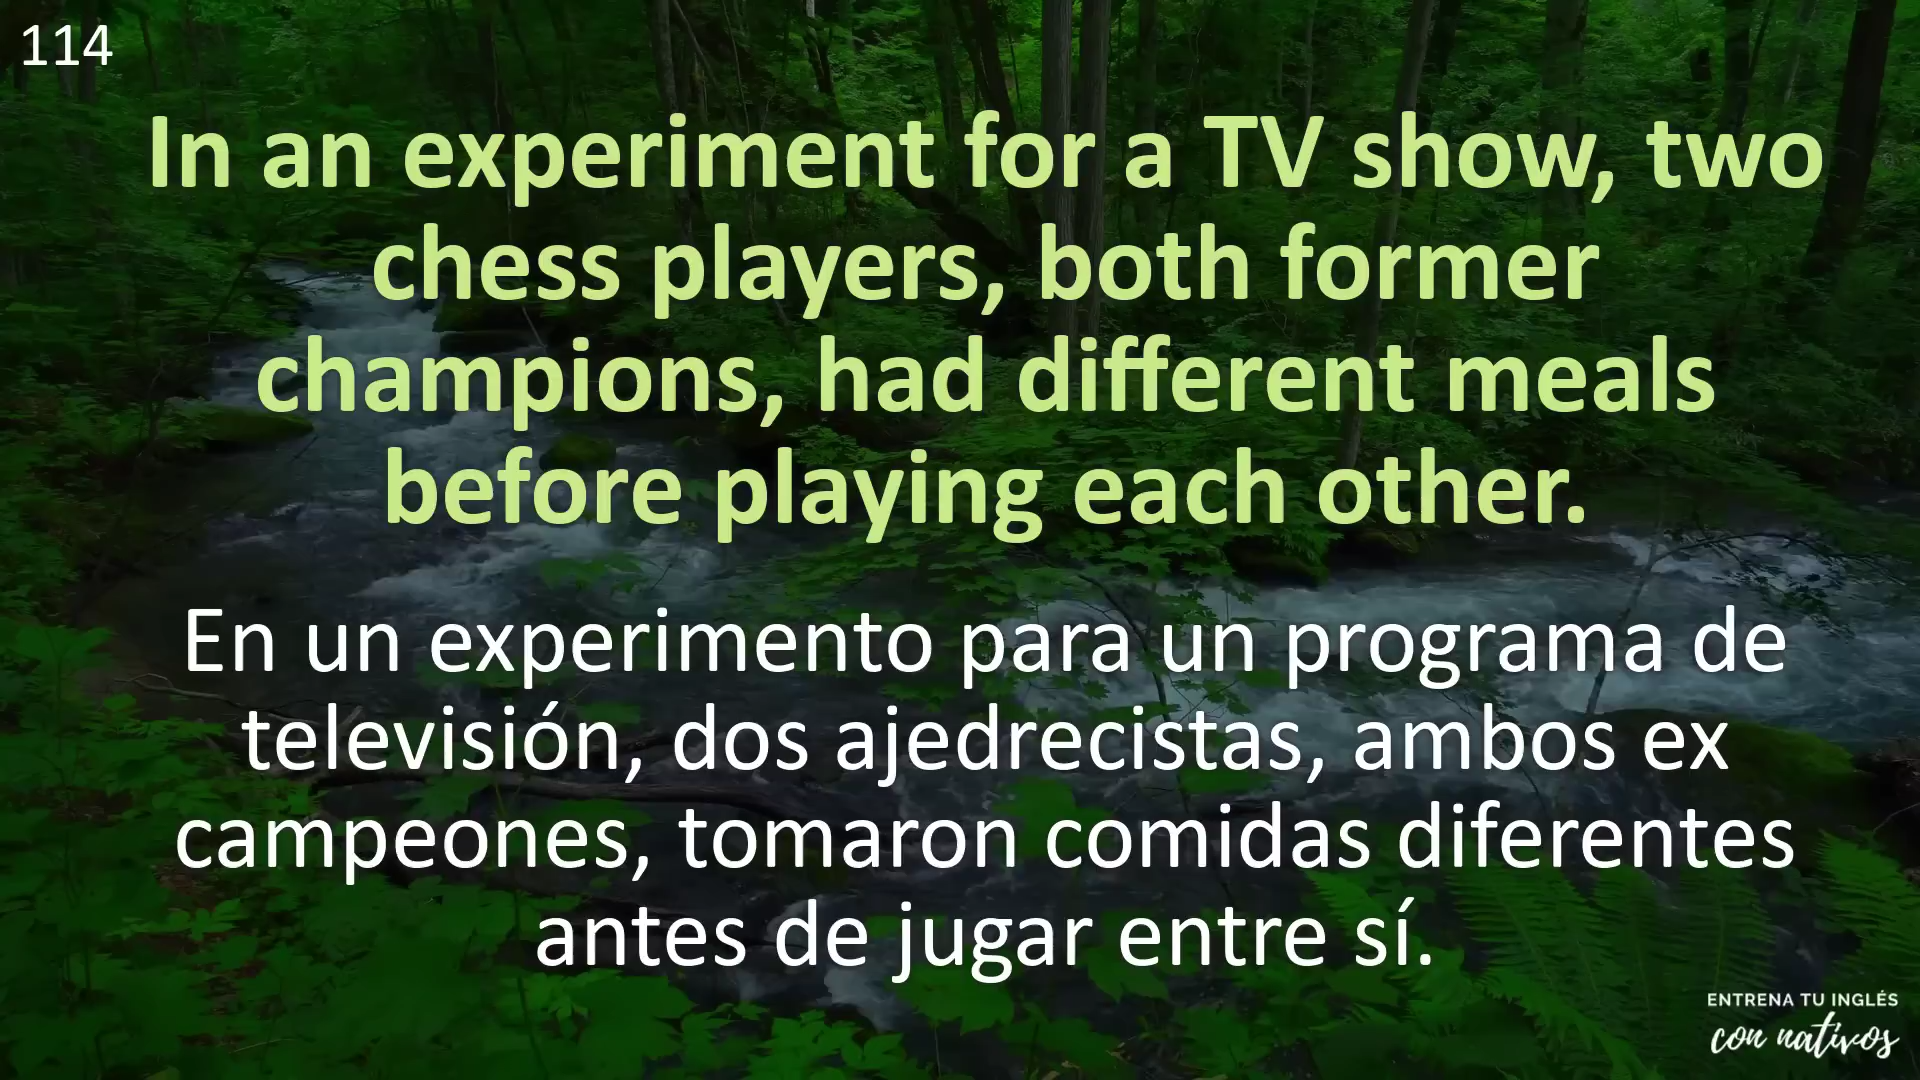 114
In an experiment for a TV show, two
chess players, both former
champions, had different meals
before playing each other.
En un experimento para un programa de
televisión, dos ajedrecistas, ambos ex
campeones, tomaron comidas diferentes
antes de jugar entre sí.
ENTRENA TU INGLÉS
con nativos